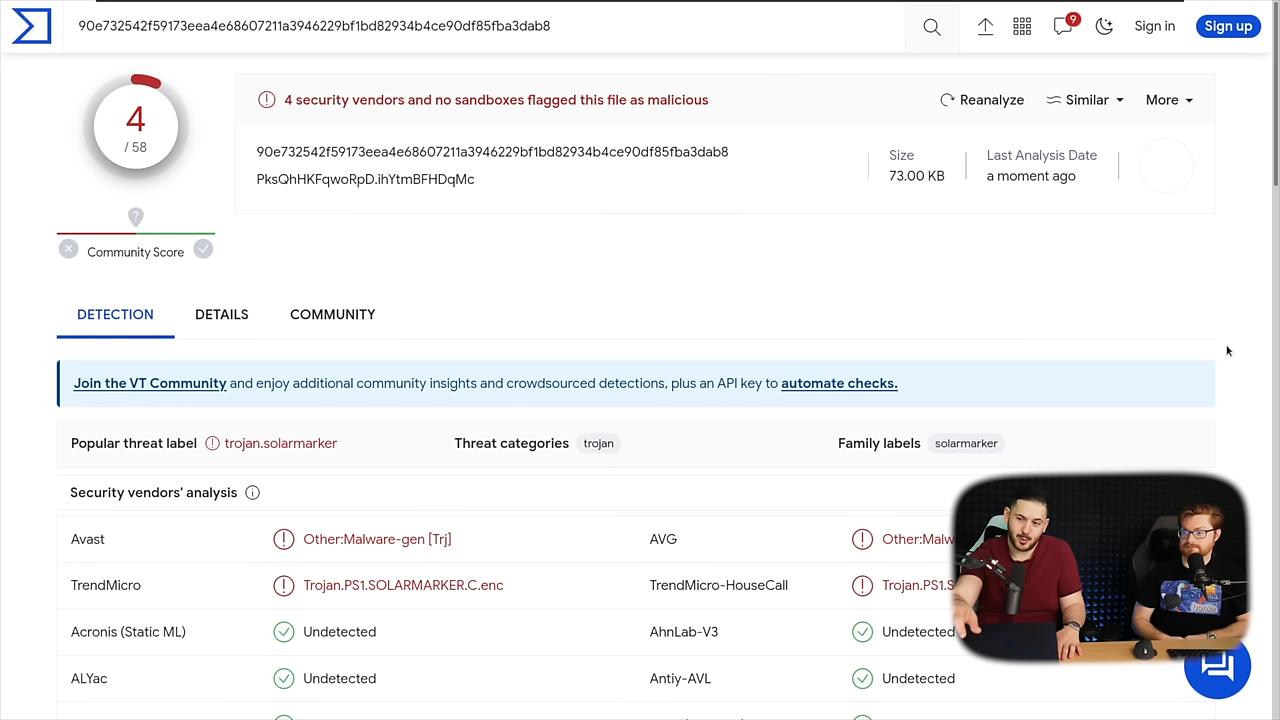 90e732542f59173eea4e68607211a3946229bf1bd82934b4ce90df85fba3dab8
9
Sign in
Sign up
4
/ 58
4 security vendors and no sandboxes flagged this file as malicious
Reanalyze
Similar
More
90e732542f59173eea4e68607211a3946229bf1bd82934b4ce90df85fba3dab8
PksQhHKFqwoRpD.ihYtmBFHDqMc
Size
73.00 KB
Last Analysis Date
a moment ago
?
Community Score
DETECTION
DETAILS
COMMUNITY
Join the VT Community and enjoy additional community insights and crowdsourced detections, plus an API key to automate checks.
Popular threat label
trojan.solarmarker
Threat categories
trojan
Family labels
solarmarker
Security vendors' analysis
Avast
Other:Malware-gen [Trj]
AVG
Other:Malw
TrendMicro
Trojan.PS1.SOLARMARKER.C.enc
TrendMicro-HouseCall
Trojan.PS1.S
Acronis (Static ML)
Undetected
AhnLab-V3
Undetected
ALYac
Undetected
Antiy-AVL
Undetected